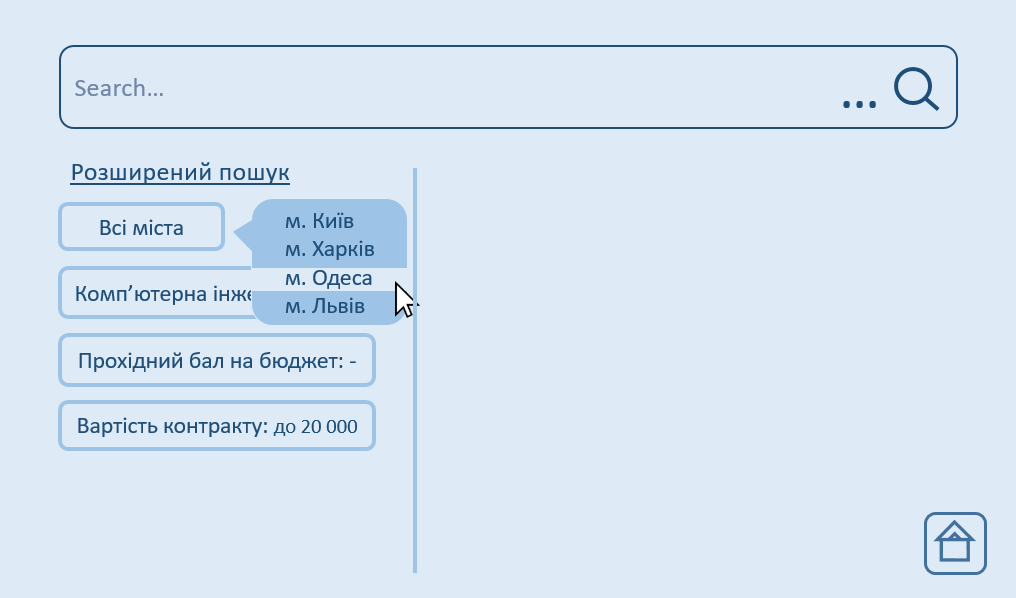 Search...
...
Розширений пошук
Всі міста
м. Київ
м. Харків
м. Одеса
м. Львів
Комп’ютерна
Прохідний бал на бюджет: -
Вартість контракту: до 20 000